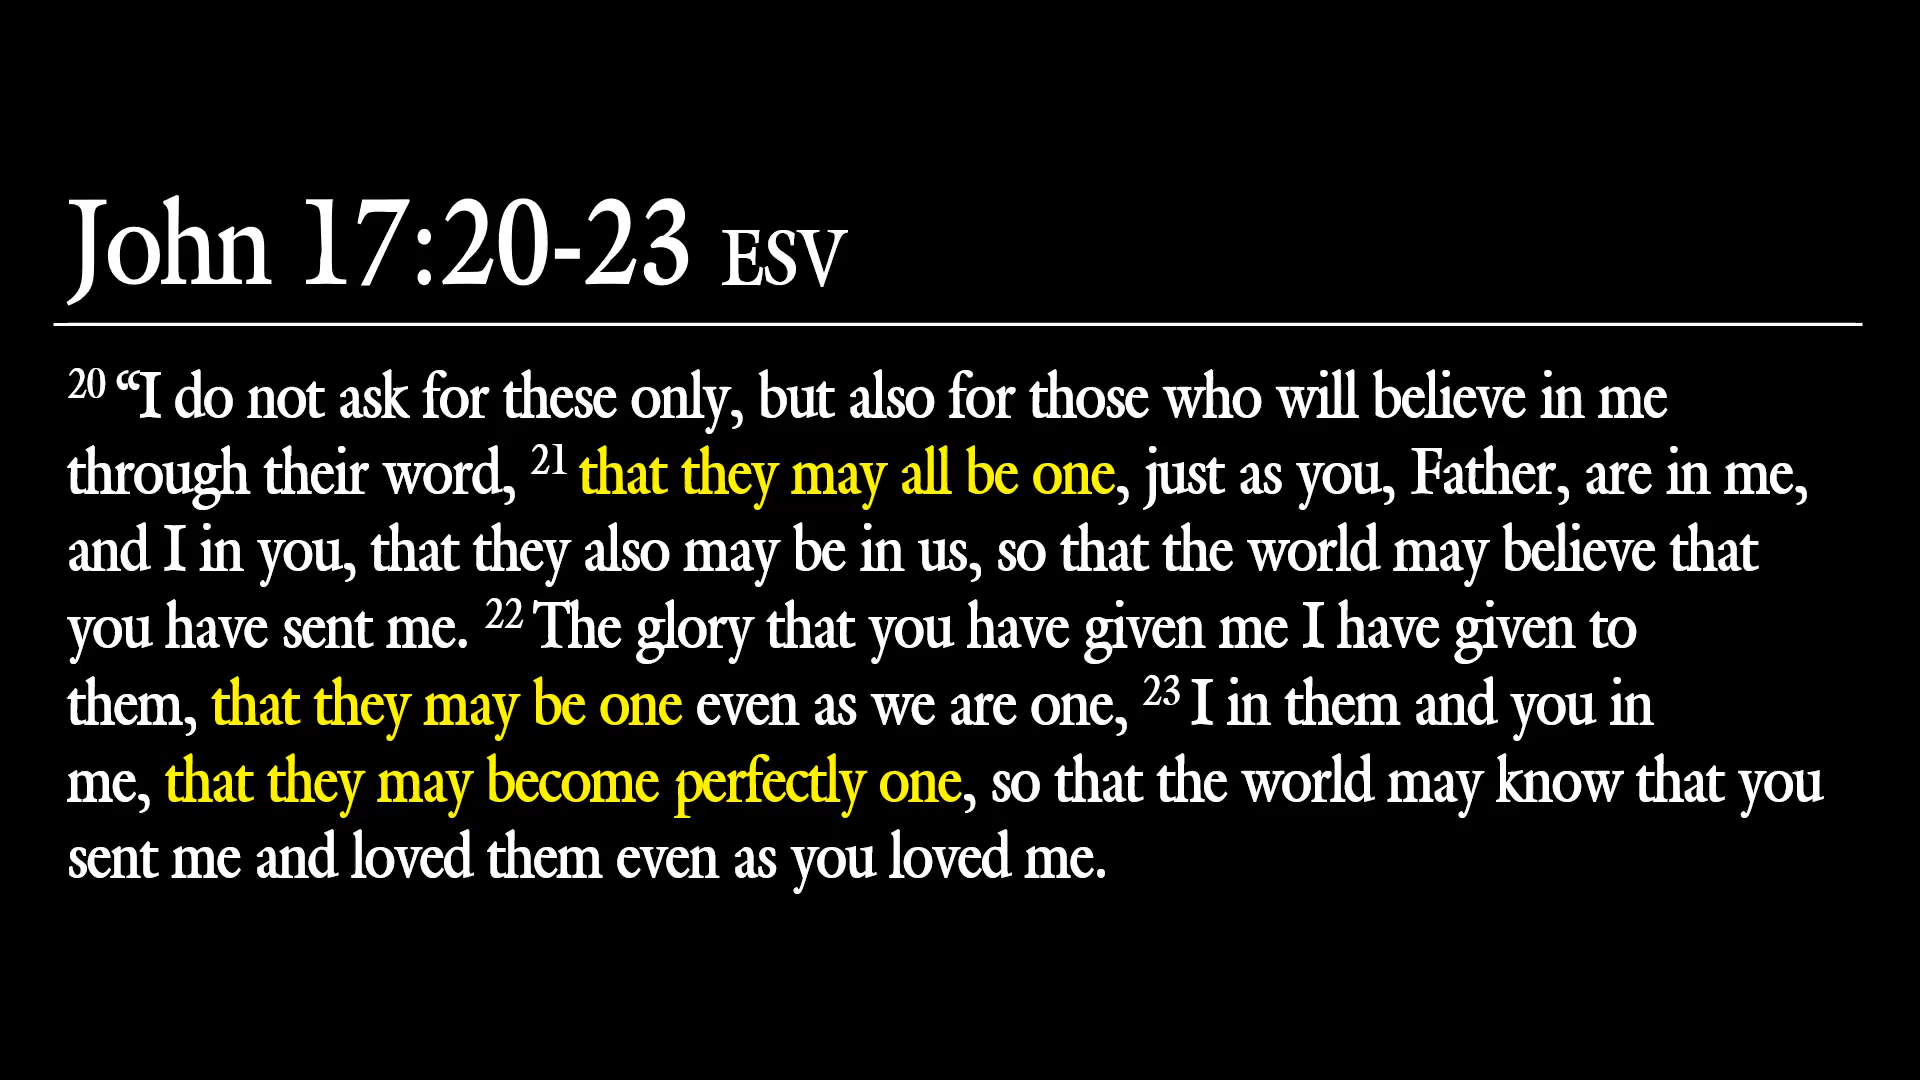 John 17:20-23 ESV
20 “I do not ask for these only, but also for those who will believe in me
through their word, 21 that they may all be one, just as you, Father, are in me,
and I in you, that they also may be in us, so that the world may believe that
you have sent me. 22 The glory that you have given me I have given to
them, that they may be one even as we are one, 23 I in them and you in
me, that they may become perfectly one, so that the world may know that you
sent me and loved them even as you loved me.